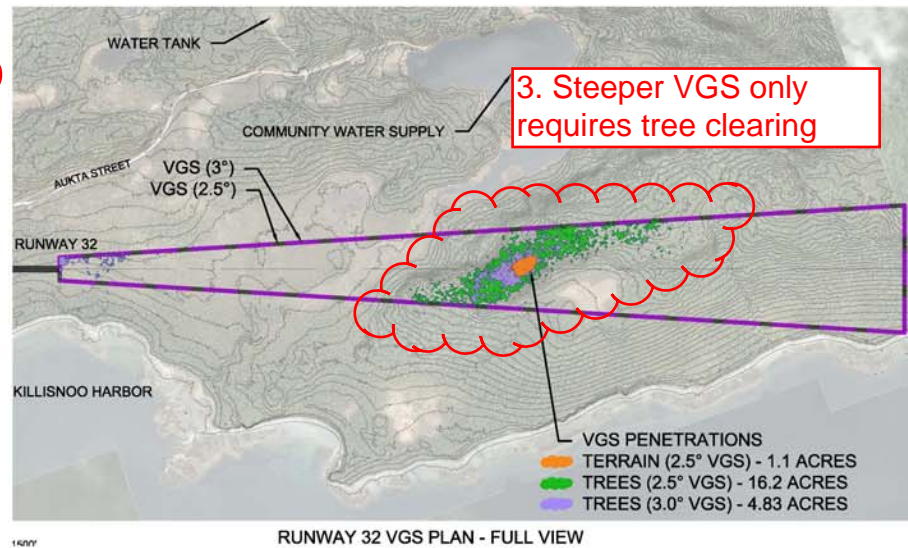 WATER TANK
)
3. Steeper VGS only
requires tree clearing
COMMUNITY WATER SUPPLY
VGS (3°)
VGS (2.5°)
AUKTA STREET
RUNWAY 32
KILLISNOO HARBOR
VGS PENETRATIONS
TERRAIN (2.5° VGS) - 1.1 ACRES
TREES (2.5° VGS) - 16.2 ACRES
TREES (3.0° VGS) - 4.83 ACRES
1500'
RUNWAY 32 VGS PLAN - FULL VIEW